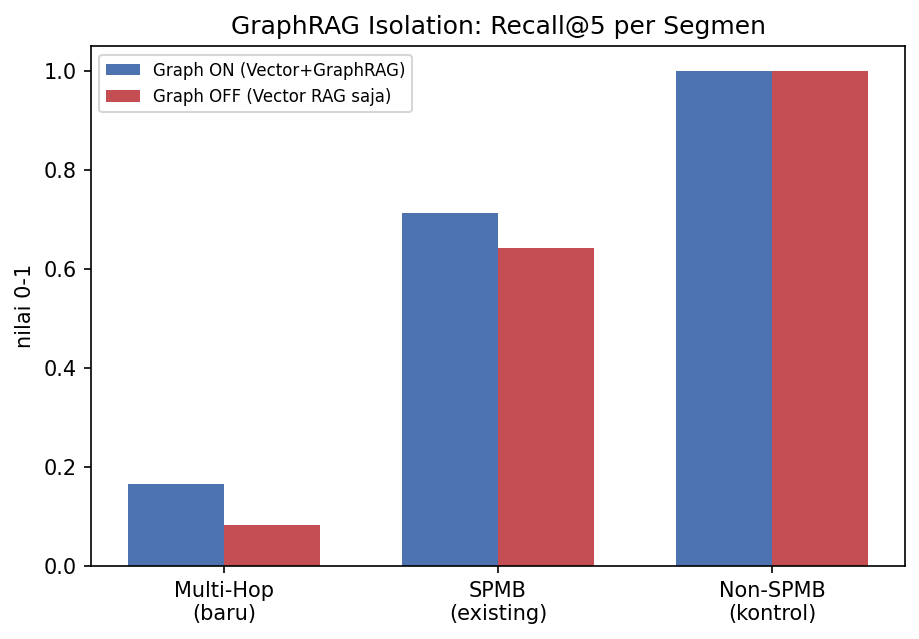 GraphRAG Isolation: Recall@5 per Segmen
Graph ON (Vector+GraphRAG)
Graph OFF (Vector RAG saja)
nilai 0-1
1.0
0.8
0.6
0.4
0.2
0.0
Multi-Hop
(baru)
SPMB
(existing)
Non-SPMB
(kontrol)